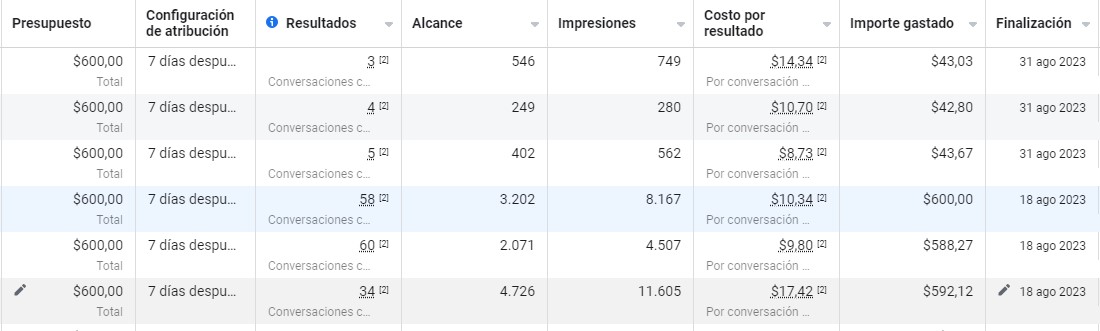 Presupuesto Configuración de atribución Resultados Alcance Impresiones Costo por resultado Importe gastado Finalización
$600,00 7 días despu... 3 [2] 546 749 $14,34 [2] $43,03 31 ago 2023
Total Conversaciones c... Por conversación ...
$600,00 7 días despu... 4 [2] 249 280 $10,70 [2] $42,80 31 ago 2023
Total Conversaciones c... Por conversación ...
$600,00 7 días despu... 5 [2] 402 562 $8,73 [2] $43,67 31 ago 2023
Total Conversaciones c... Por conversación ...
$600,00 7 días despu... 58 [2] 3.202 8.167 $10,34 [2] $600,00 18 ago 2023
Total Conversaciones c... Por conversación ...
$600,00 7 días despu... 60 [2] 2.071 4.507 $9,80 [2] $588,27 18 ago 2023
Total Conversaciones c... Por conversación ...
$600,00 7 días despu... 34 [2] 4.726 11.605 $17,42 [2] $592,12 18 ago 2023
Total Conversaciones c... Por conversación ...